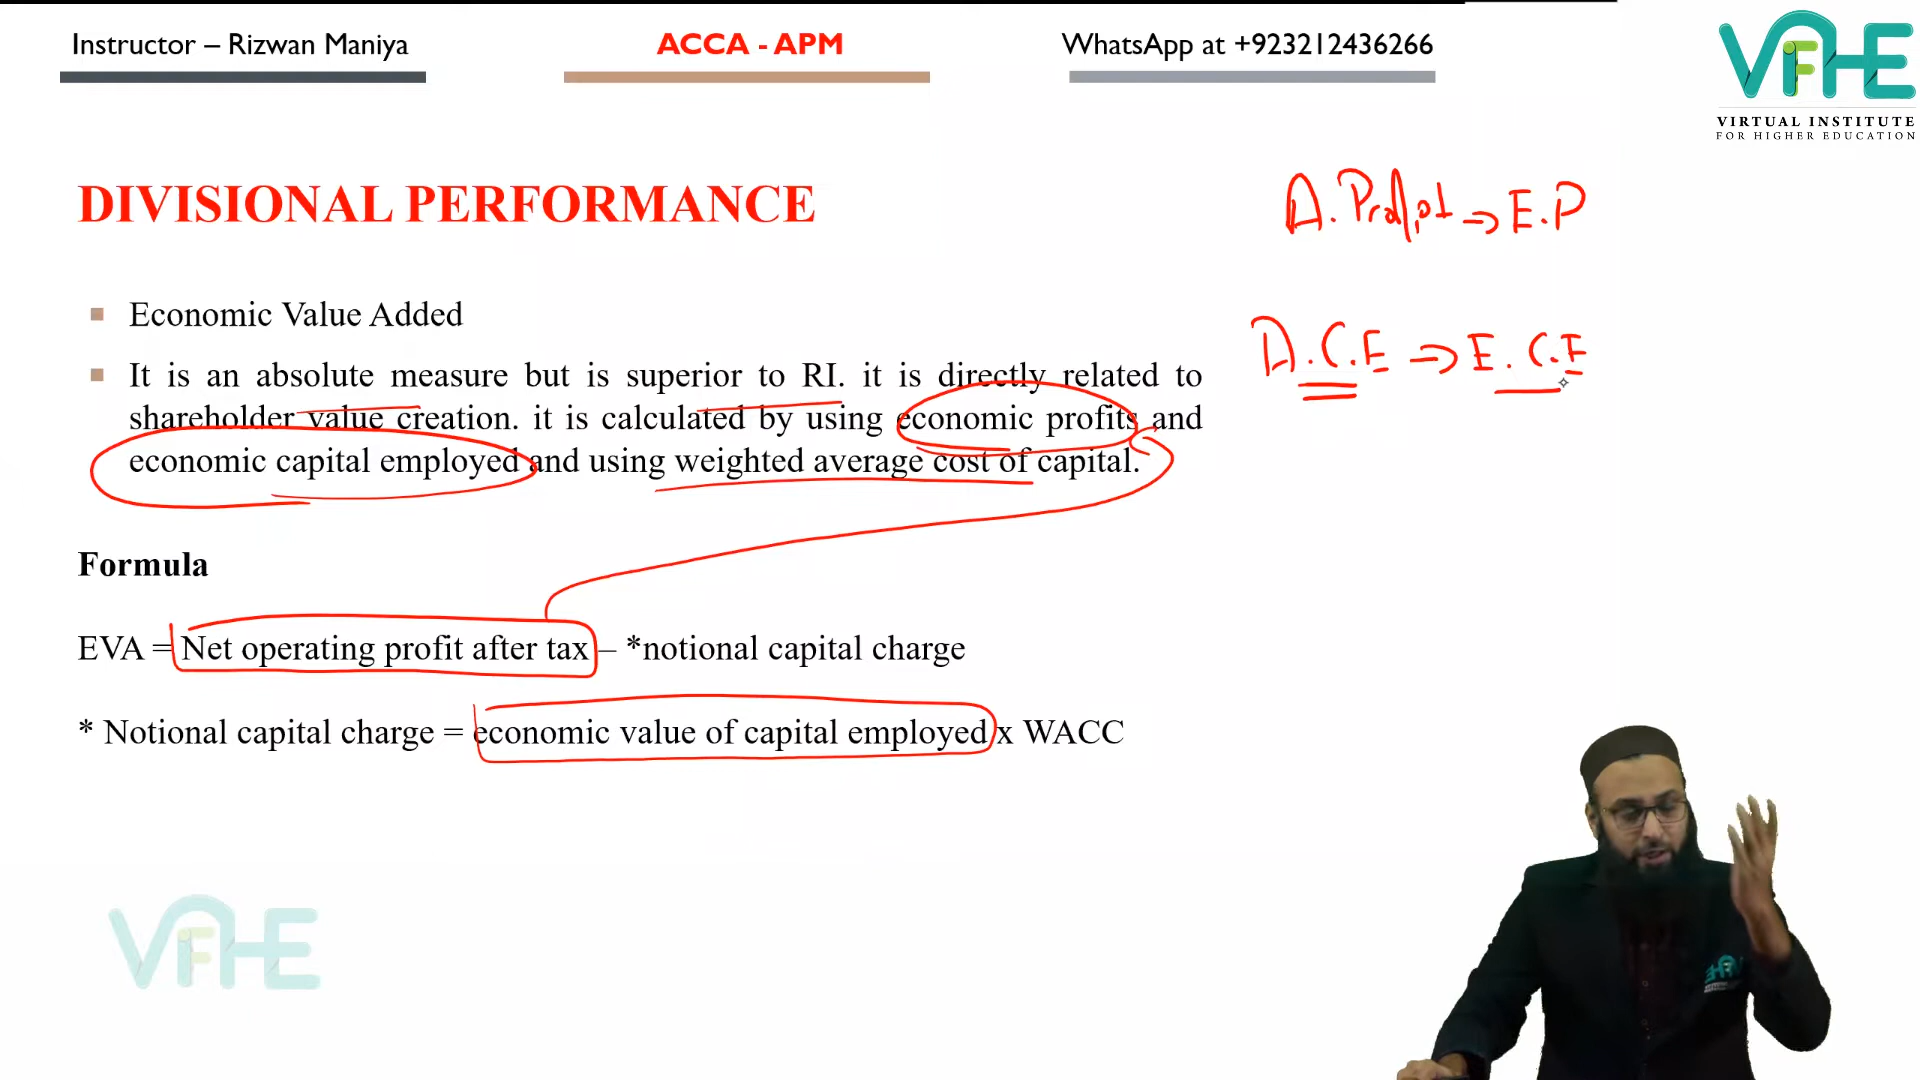 Instructor – Rizwan Maniya
ACCA - APM
WhatsApp at +923212436266
VIFHE
VIRTUAL INSTITUTE
FOR HIGHER EDUCATION
DIVISIONAL PERFORMANCE
A. Profit ⇒ E.P
A.C.E ⇒ E.C.E
Economic Value Added
It is an absolute measure but is superior to RI. it is directly related to
shareholder value creation. it is calculated by using economic profits and
economic capital employed and using weighted average cost of capital.
Formula
EVA = Net operating profit after tax – *notional capital charge
* Notional capital charge = economic value of capital employed x WACC
VIFHE